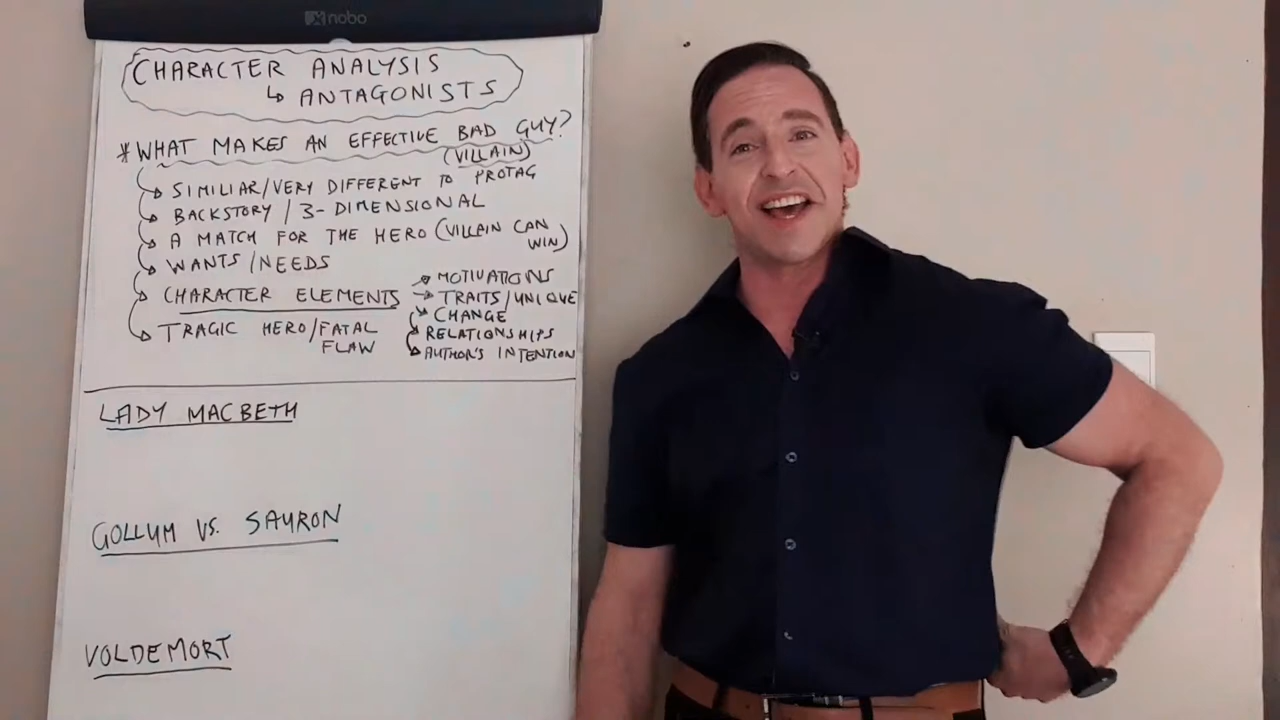 nobo
CHARACTER ANALYSIS
↳ ANTAGONISTS
* WHAT MAKES AN EFFECTIVE BAD GUY?
(VILLAIN)
SIMILIAR/VERY DIFFERENT TO PROTAG
BACKSTORY / 3-DIMENSIONAL
A MATCH FOR THE HERO (VILLAIN CAN
WIN)
WANTS/NEEDS
CHARACTER ELEMENTS
MOTIVATIONS
TRAITS/UNIQUE
CHANGE
RELATIONSHIPS
AUTHOR'S INTENTION
TRAGIC HERO/FATAL
FLAW
LADY MACBETH
GOLLUM VS. SAURON
VOLDEMORT